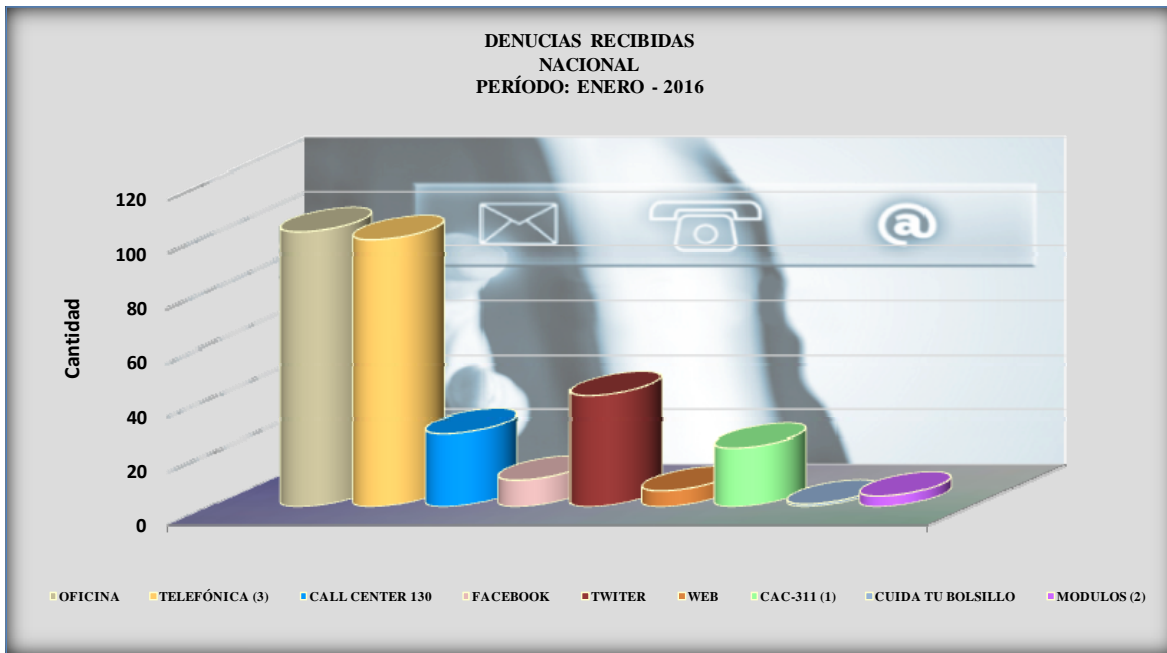 DENUCIAS RECIBIDAS
NACIONAL
PERÍODO: ENERO - 2016
Cantidad
120
100
80
60
40
20
0
OFICINA TELEFÓNICA (3) CALL CENTER 130 FACEBOOK TWITER WEB CAC-311 (1) CUIDA TU BOLSILLO MODULOS (2)